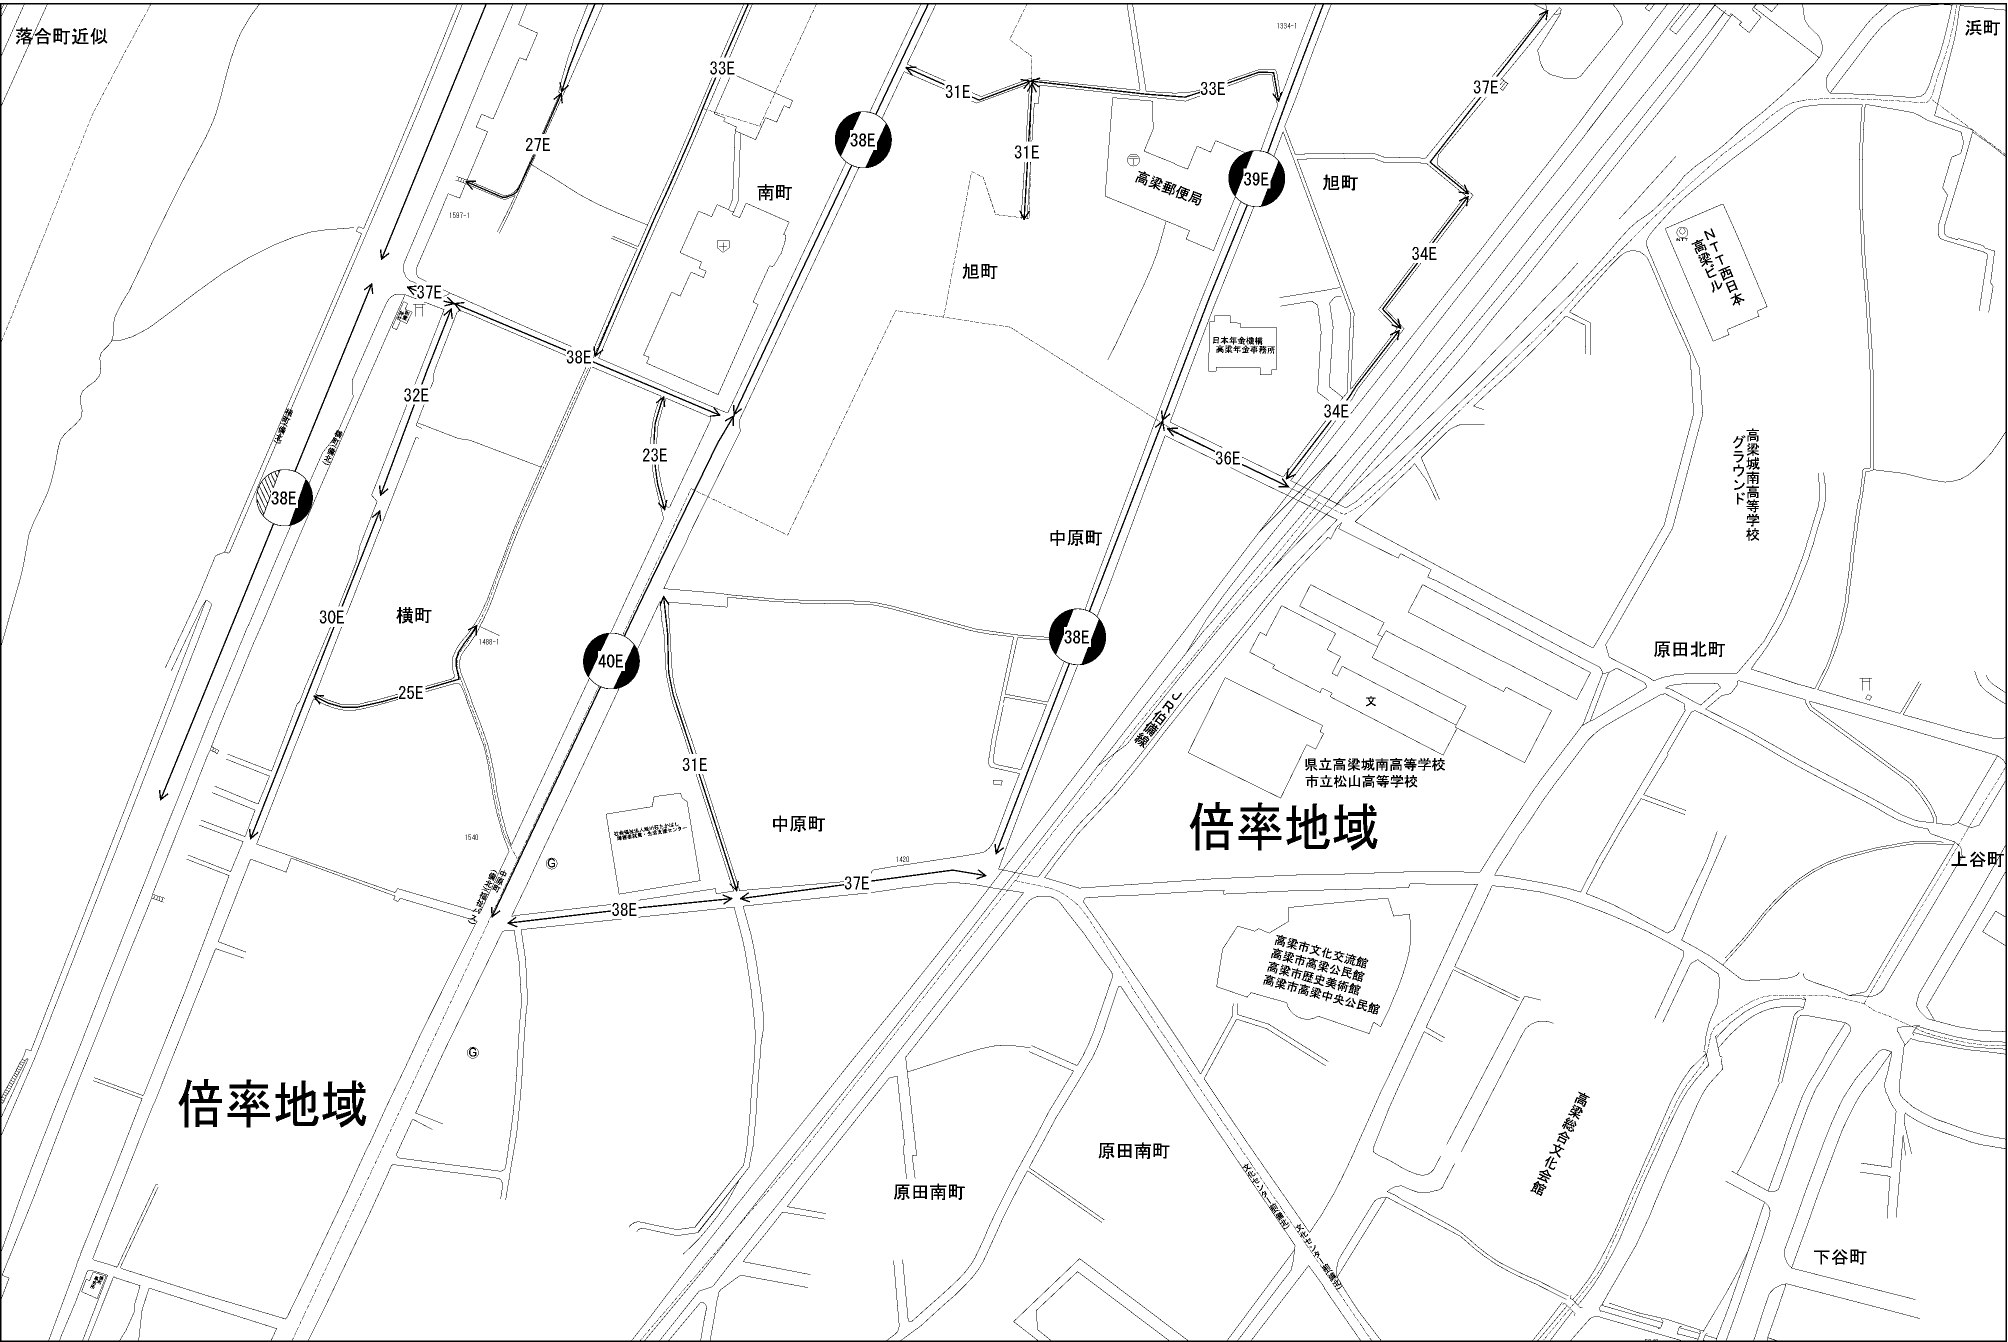 落合町近似
浜町
1334-1
33E
31E
33E
37E
38E
27E
31E
39E
高梁郵便局
旭町
南町
1597-1
34E
NTT西日本
高梁ビル
NTT
旭町
37E
日本年金機構
高梁年金事務所
38E
32E
34E
高梁城南高等学校
グラウンド
23E
36E
38E
中原町
30E
横町
1488-1
38E
原田北町
40E
25E
文
JR伯備線
31E
県立高梁城南高等学校
市立松山高等学校
中原町
倍率地域
1540
G
1420
上谷町
37E
38E
高梁市文化交流館
高梁市高梁公民館
高梁市歴史美術館
高梁市高梁中央公民館
G
倍率地域
高梁総合文化会館
原田南町
原田南町
下谷町